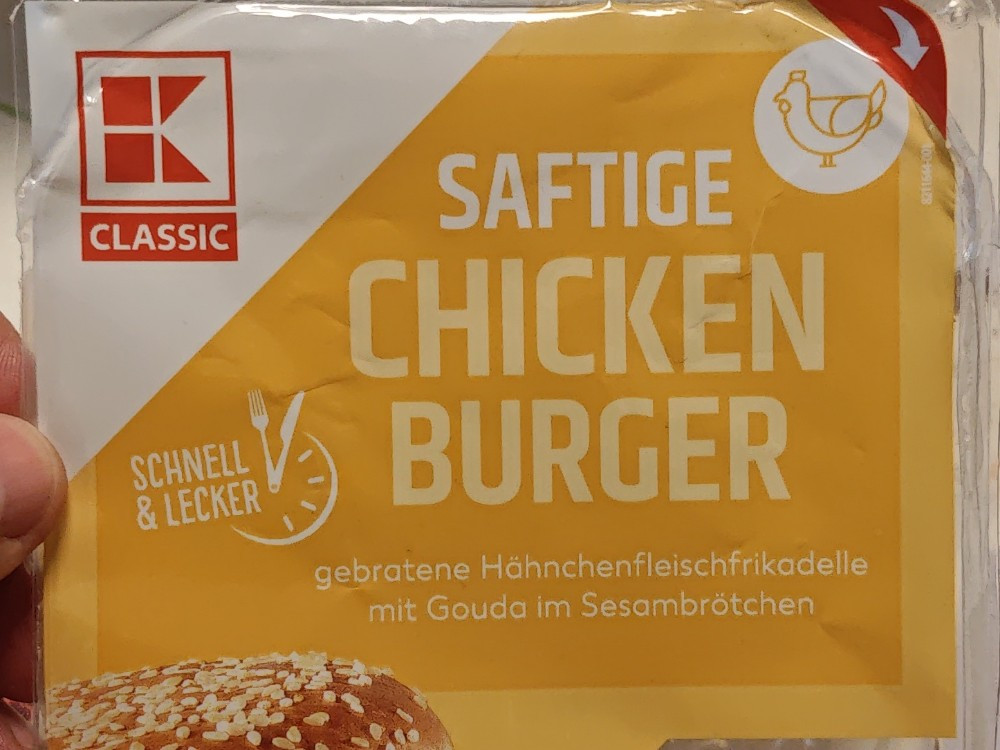 K
CLASSIC
SAFTIGE
CHICKEN
BURGER
SCHNELL
& LECKER
gebratene Hähnchenfleischfrikadelle
mit Gouda im Sesambrötchen